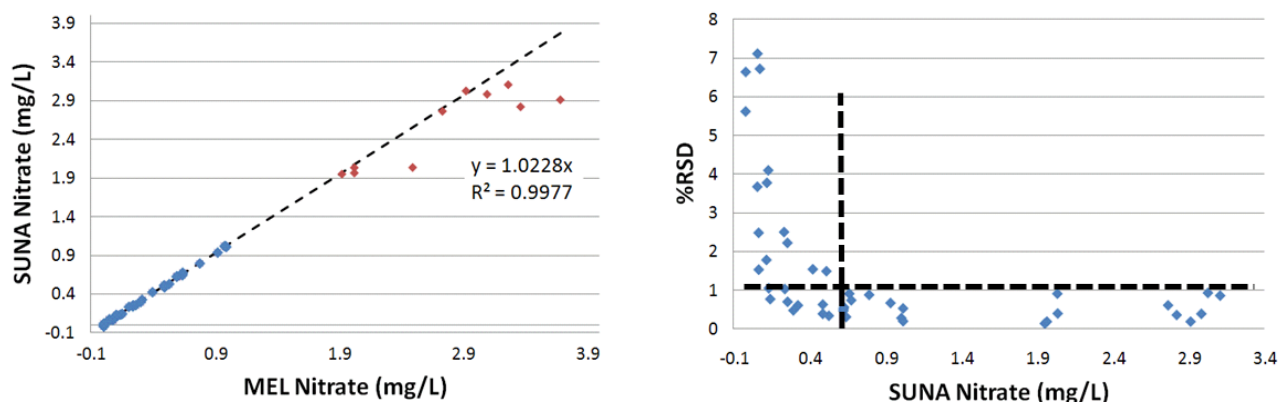 3.9
3.4
2.9
2.4
1.9
1.4
0.9
0.4
-0.1
SUNA Nitrate (mg/L)
y = 1.0228x
R² = 0.9977
-0.1 0.9 1.9 2.9 3.9
MEL Nitrate (mg/L)
8
7
6
5
4
3
2
1
0
%RSD
-0.1 0.4 0.9 1.4 1.9 2.4 2.9 3.4
SUNA Nitrate (mg/L)